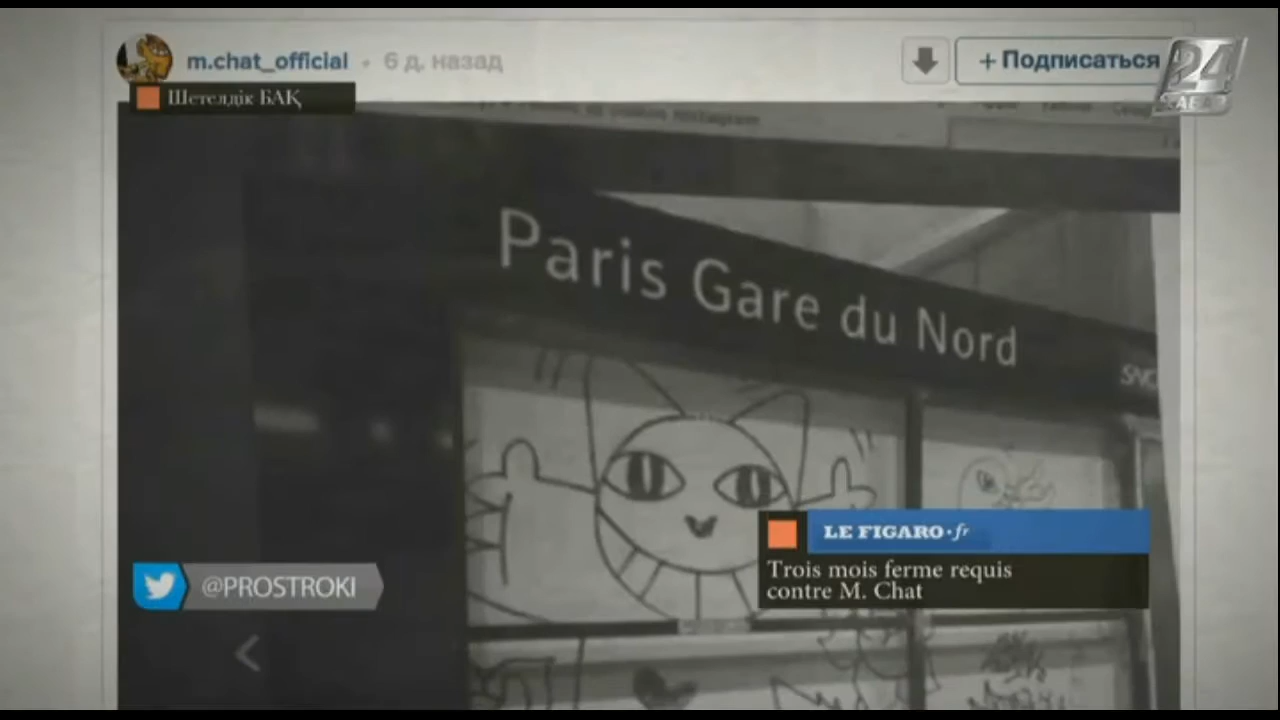 m.chat_official • 6 д. назад
+ Подписаться
24
Шетелдік БАҚ
Paris Gare du Nord
LE FIGARO·fr
Trois mois ferme requis
contre M. Chat
@PROSTROKI